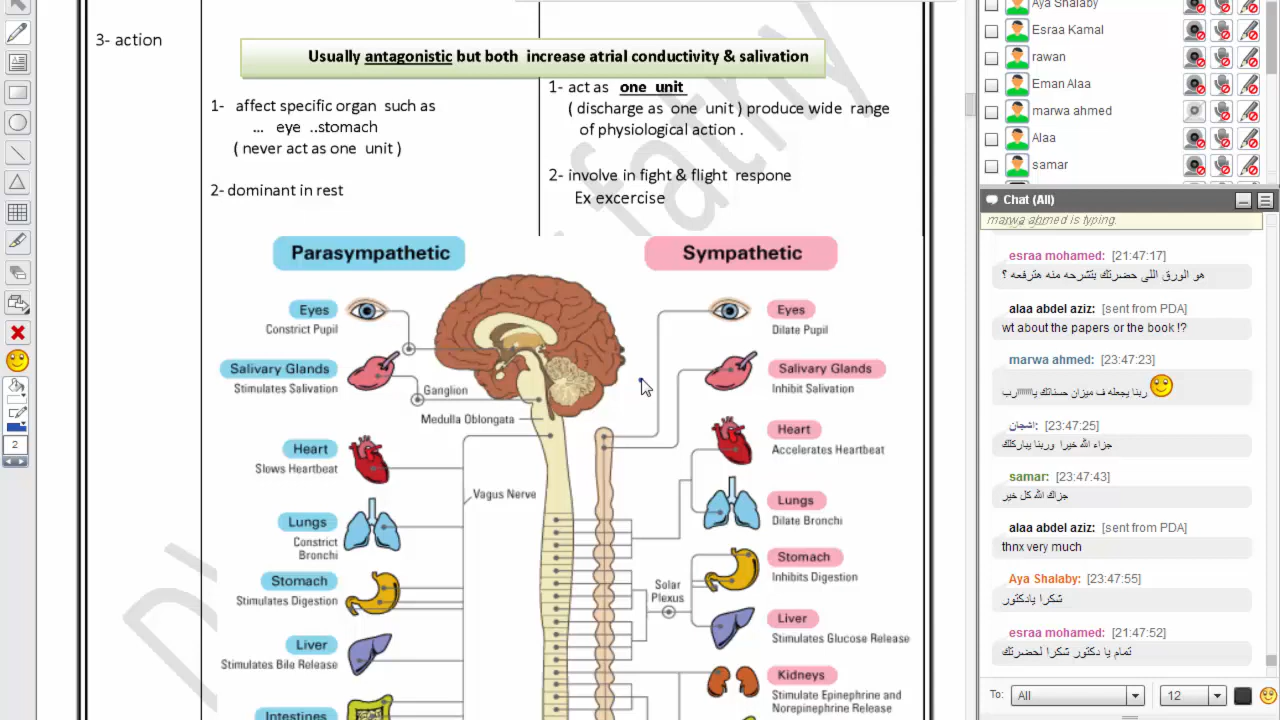 3- action
Usually antagonistic but both increase atrial conductivity & salivation
1- affect specific organ such as
... eye ..stomach
( never act as one unit )
2- dominant in rest
1- act as one unit
( discharge as one unit ) produce wide range
of physiological action .
2- involve in fight & flight respone
Ex excercise
fathy
Parasympathetic
Eyes
Constrict Pupil
Salivary Glands
Stimulates Salivation
Ganglion
Medulla Oblongata
Heart
Slows Heartbeat
Vagus Nerve
Lungs
Constrict
Bronchi
Stomach
Stimulates Digestion
Liver
Stimulates Bile Release
Intestines
Sympathetic
Eyes
Dilate Pupil
Salivary Glands
Inhibit Salivation
Heart
Accelerates Heartbeat
Lungs
Dilate Bronchi
Stomach
Inhibits Digestion
Solar
Plexus
Liver
Stimulates Glucose Release
Kidneys
Stimulate Epinephrine and
Norepinephrine Release
2
Aya Shalaby
Esraa Kamal
rawan
Eman Alaa
marwa ahmed
Alaa
samar
Chat (All)
marwa ahmed is typing.
esraa mohamed: [21:47:17]
هو الورق اللى حضرتك بتشرحه منه هترفعه ؟
alaa abdel aziz: [sent from PDA]
wt about the papers or the book !?
marwa ahmed: [23:47:23]
ربنا يجعله ف ميزان حسناتك يااااااارب
اشجان: [23:47:25]
جزاء الله خيرا وربنا يباركلك
samar: [23:47:43]
جزاك الله كل خير
alaa abdel aziz: [sent from PDA]
thnx very much
Aya Shalaby: [23:47:55]
شكرا يادكتور
esraa mohamed: [21:47:52]
تمام يا دكتور شكرا لحضرتك
To: All 12